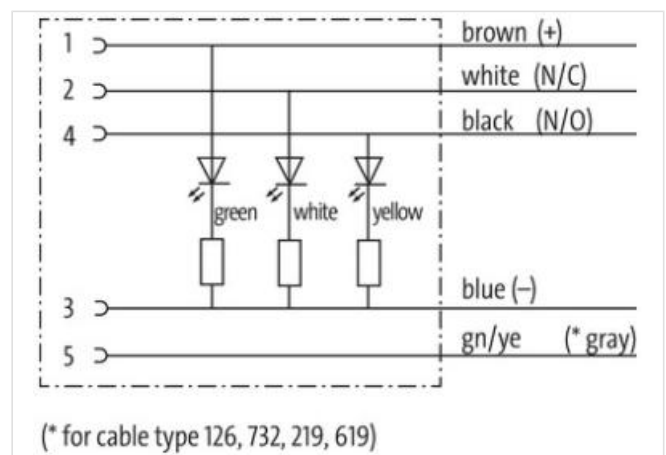 1 brown (+)
2 white (N/C)
4 black (N/O)
green white yellow
3 blue (–)
5 gn/ye (* gray)
(* for cable type 126, 732, 219, 619)